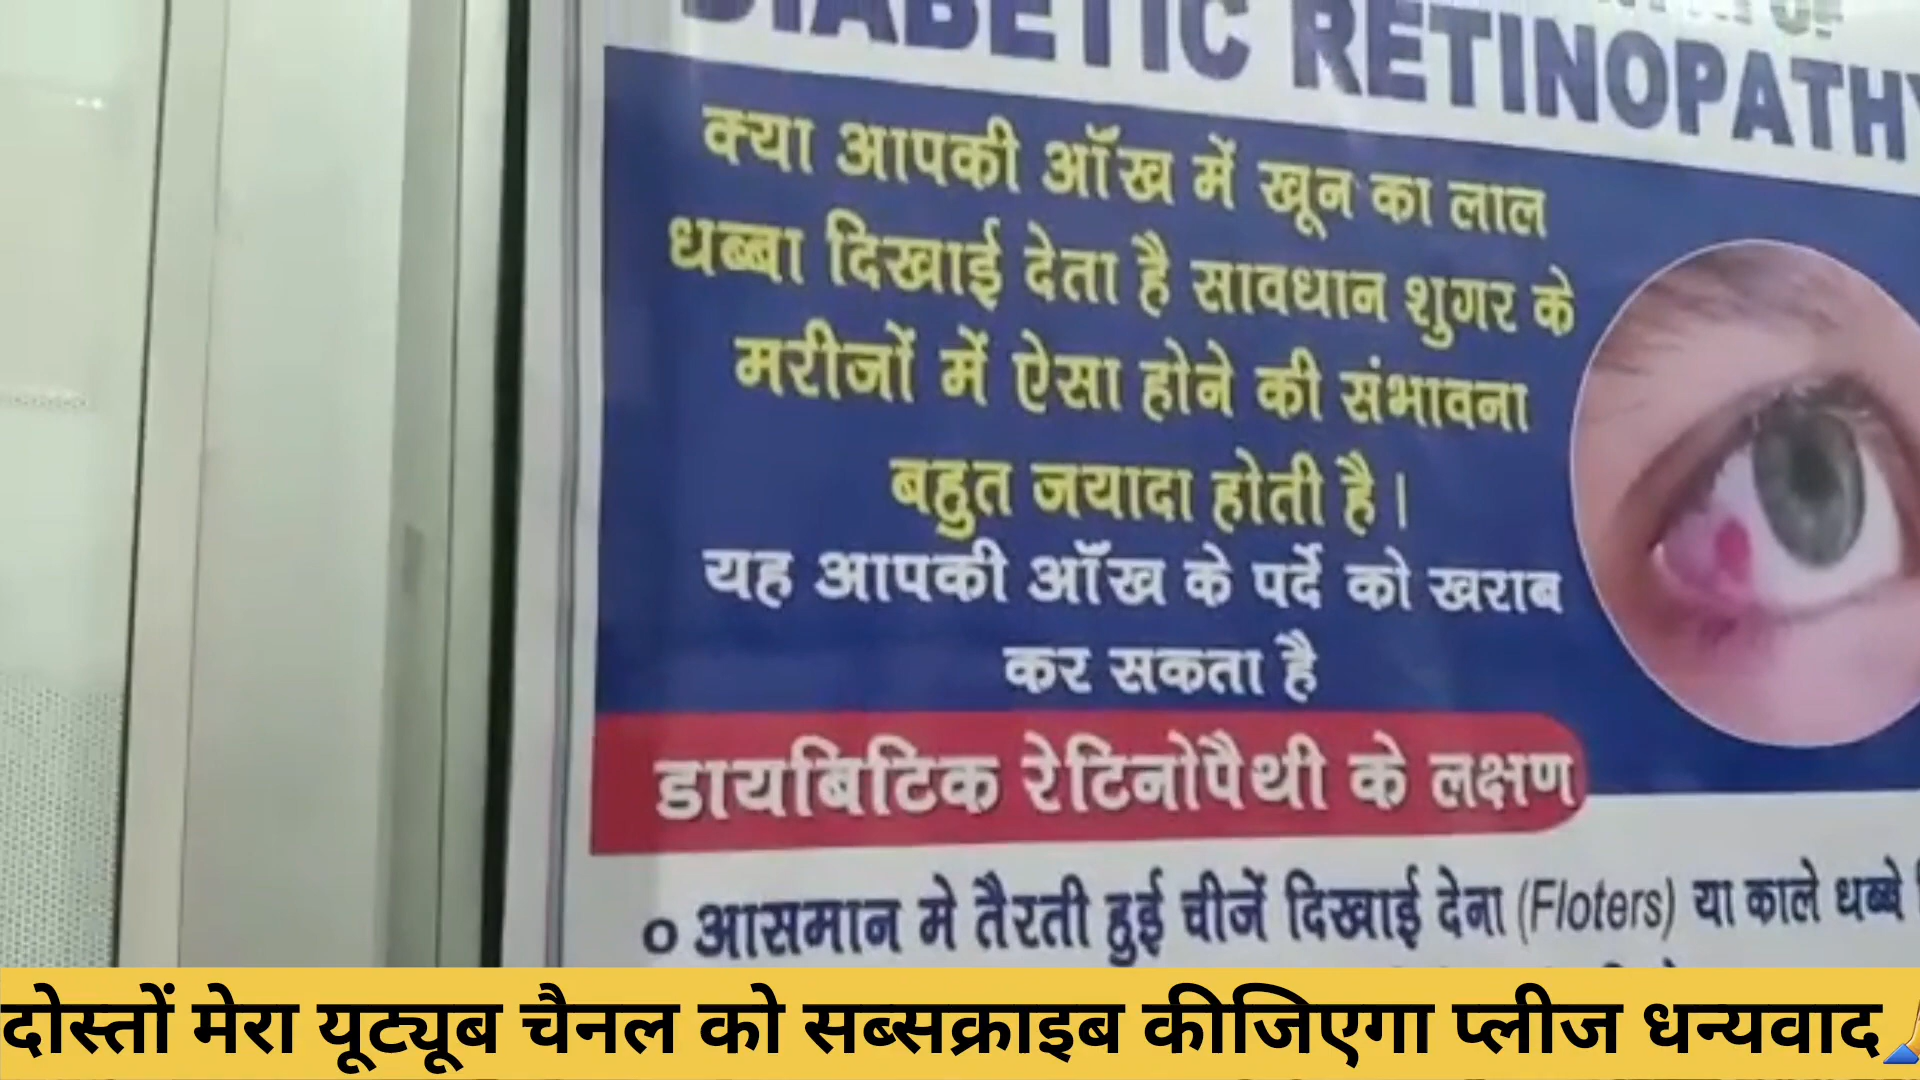 DIABETIC RETINOPATHY
क्या आपकी आँख में खून का लाल
धब्बा दिखाई देता है सावधान शुगर के
मरीजों में ऐसा होने की संभावना
बहुत जयादा होती है।
यह आपकी आँख के पर्दे को खराब
कर सकता है
डायबिटिक रेटिनोपैथी के लक्षण
o आसमान मे तैरती हुई चीजें दिखाई देना (Floters) या काले धब्बे
दोस्तों मेरा यूट्यूब चैनल को सब्सक्राइब कीजिएगा प्लीज धन्यवाद